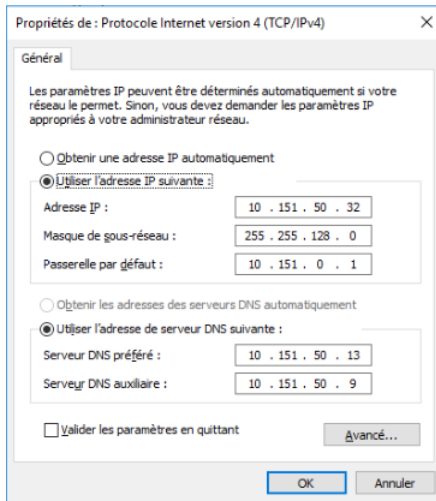 Propriétés de : Protocole Internet version 4 (TCP/IPv4)
Général
Les paramètres IP peuvent être déterminés automatiquement si votre
réseau le permet. Sinon, vous devez demander les paramètres IP
appropriés à votre administrateur réseau.
Obtenir une adresse IP automatiquement
Utiliser l'adresse IP suivante :
Adresse IP : 10 . 151 . 50 . 32
Masque de sous-réseau : 255 . 255 . 128 . 0
Passerelle par défaut : 10 . 151 . 0 . 1
Obtenir les adresses des serveurs DNS automatiquement
Utiliser l'adresse de serveur DNS suivante :
Serveur DNS préféré : 10 . 151 . 50 . 13
Serveur DNS auxiliaire : 10 . 151 . 50 . 9
Valider les paramètres en quittant
Avancé...
OK Annuler